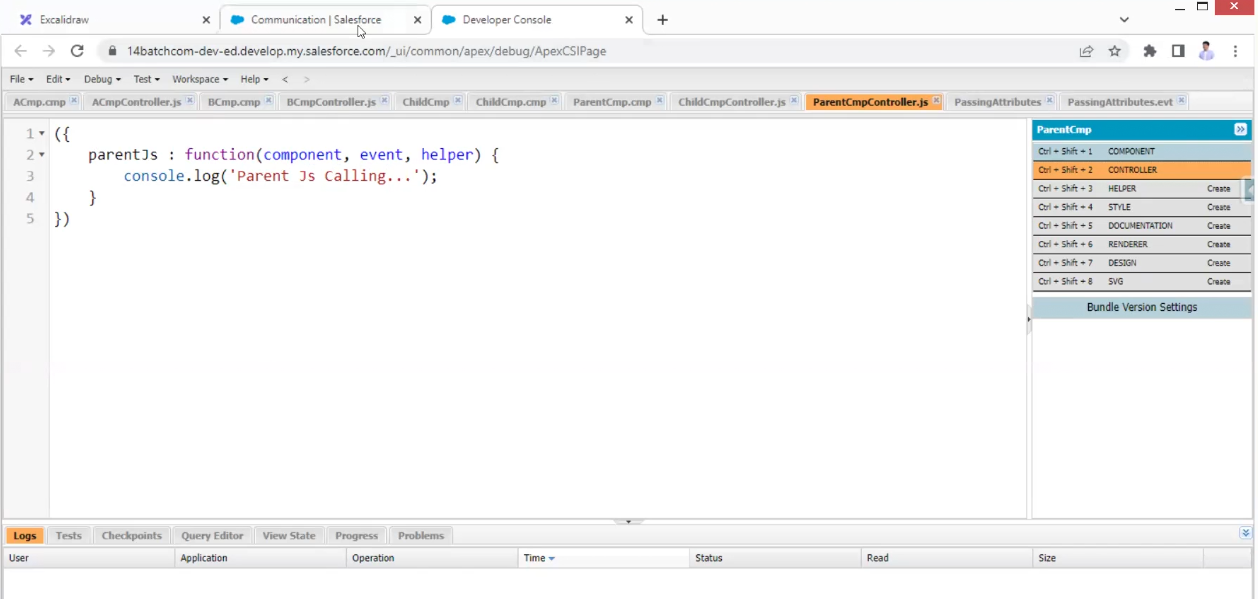 Excalidraw
Communication | Salesforce
Developer Console
14batchcom-dev-ed.develop.my.salesforce.com/_ui/common/apex/debug/ApexCSIPage
File Edit Debug Test Workspace Help < >
ACmp.cmp ACmpController.js BCmp.cmp BCmpController.js ChildCmp ChildCmp.cmp ParentCmp.cmp ChildCmpController.js ParentCmpController.js PassingAttributes PassingAttributes.evt
1 ({
2 parentJs : function(component, event, helper) {
3 console.log('Parent Js Calling...');
4 }
5 })
ParentCmp
Ctrl + Shift + 1 COMPONENT
Ctrl + Shift + 2 CONTROLLER
Ctrl + Shift + 3 HELPER Create
Ctrl + Shift + 4 STYLE Create
Ctrl + Shift + 5 DOCUMENTATION Create
Ctrl + Shift + 6 RENDERER Create
Ctrl + Shift + 7 DESIGN Create
Ctrl + Shift + 8 SVG Create
Bundle Version Settings
Logs Tests Checkpoints Query Editor View State Progress Problems
User Application Operation Time Status Read Size